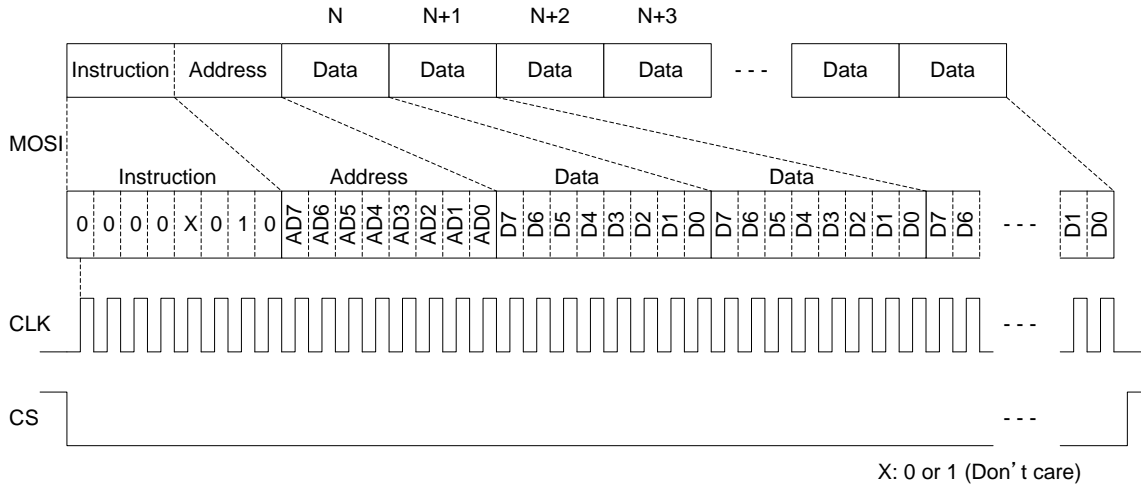 N N+1 N+2 N+3
Instruction Address Data Data Data Data - - - Data Data
MOSI
Instruction Address Data Data
0 0 0 0 X 0 1 0 AD7 AD6 AD5 AD4 AD3 AD2 AD1 AD0 D7 D6 D5 D4 D3 D2 D1 D0 D7 D6 D5 D4 D3 D2 D1 D0 D7 D6 - - - D1 D0
CLK - - -
CS - - -
X: 0 or 1 (Don’t care)